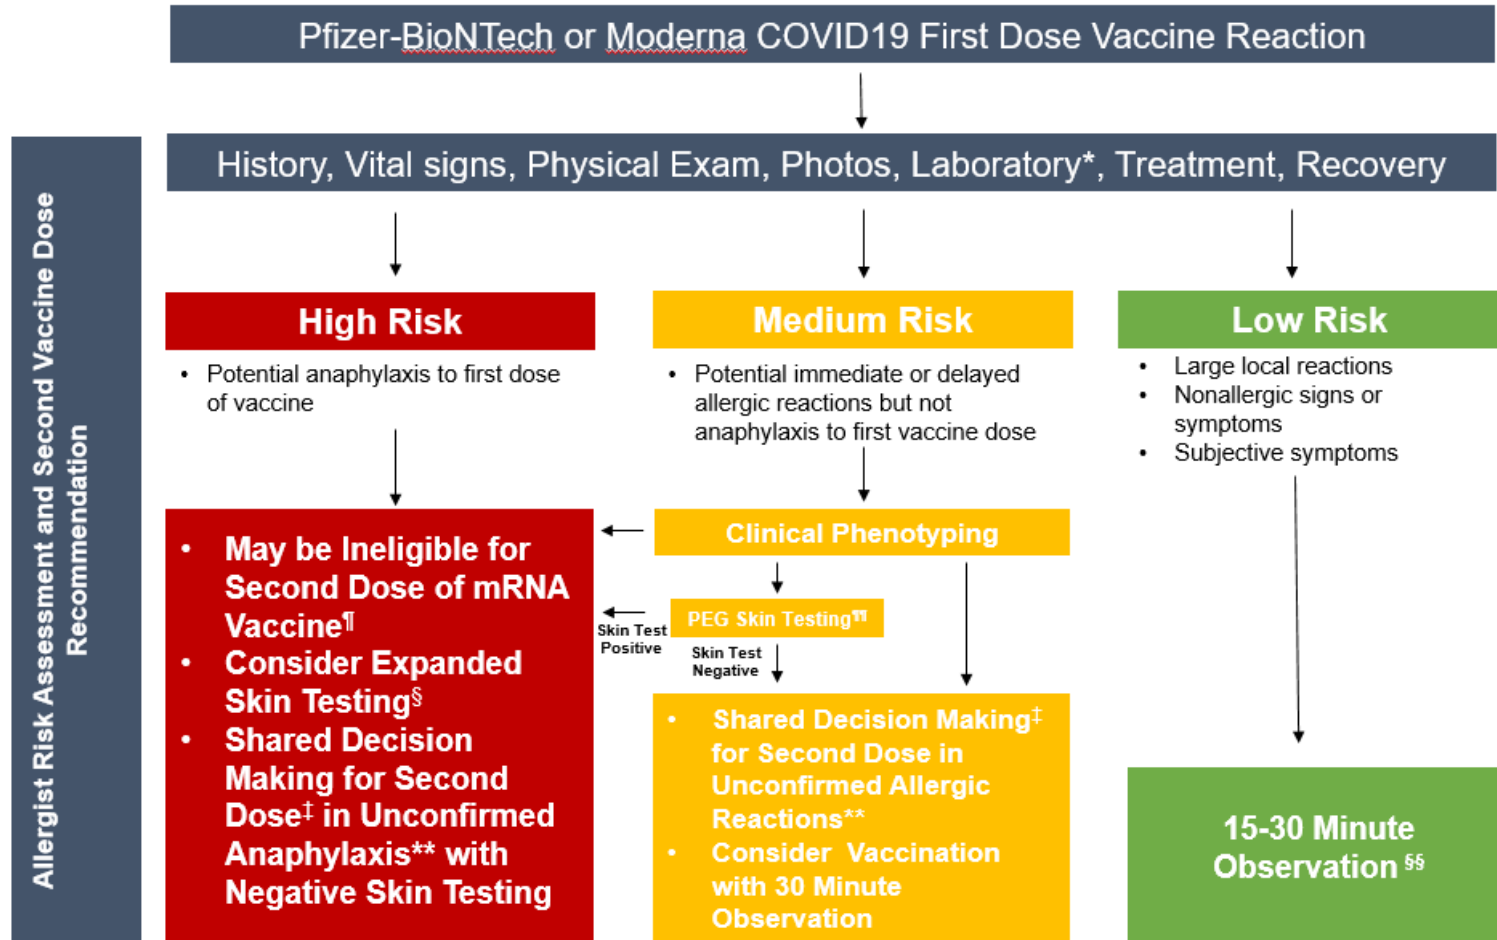 Pfizer-BioNTech or Moderna COVID19 First Dose Vaccine Reaction
History, Vital signs, Physical Exam, Photos, Laboratory*, Treatment, Recovery
Allergist Risk Assessment and Second Vaccine Dose
Recommendation
High Risk
• Potential anaphylaxis to first dose
of vaccine
• May be Ineligible for
Second Dose of mRNA
Vaccine¶
• Consider Expanded
Skin Testing§
• Shared Decision
Making for Second
Dose‡ in Unconfirmed
Anaphylaxis** with
Negative Skin Testing
Medium Risk
• Potential immediate or delayed
allergic reactions but not
anaphylaxis to first vaccine dose
Clinical Phenotyping
PEG Skin Testing¶¶
Skin Test
Positive
Skin Test
Negative
• Shared Decision Making‡
for Second Dose in
Unconfirmed Allergic
Reactions**
• Consider Vaccination
with 30 Minute
Observation
Low Risk
• Large local reactions
• Nonallergic signs or
symptoms
• Subjective symptoms
15-30 Minute
Observation §§